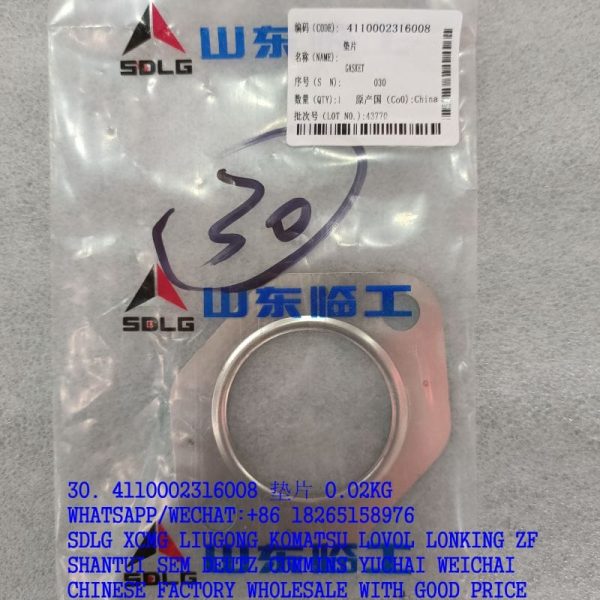 SDLG 山东临
编码(CODE): 4110002316008
垫片
名称(NAME):
GASKET
序号(S N): 030
数量(QTY):1 原产国(CoO):China
批次号(LOT NO.):43770
30
SDLG 山东临工
30. 4110002316008 垫片 0.02KG
WHATSAPP/WECHAT:+86 18265158976
SDLG XCMG LIUGONG KOMATSU LOVOL LONKING ZF
SHANTUI SEM DEUTZ CUMMINS YUCHAI WEICHAI
CHINESE FACTORY WHOLESALE WITH GOOD PRICE